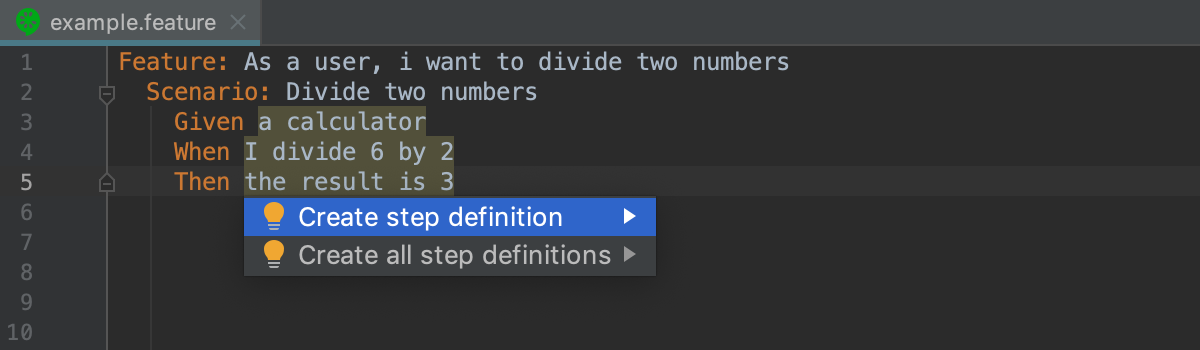 example.feature
1 Feature: As a user, i want to divide two numbers
2 Scenario: Divide two numbers
3 Given a calculator
4 When I divide 6 by 2
5 Then the result is 3
6 Create step definition
7 Create all step definitions
8
9
10